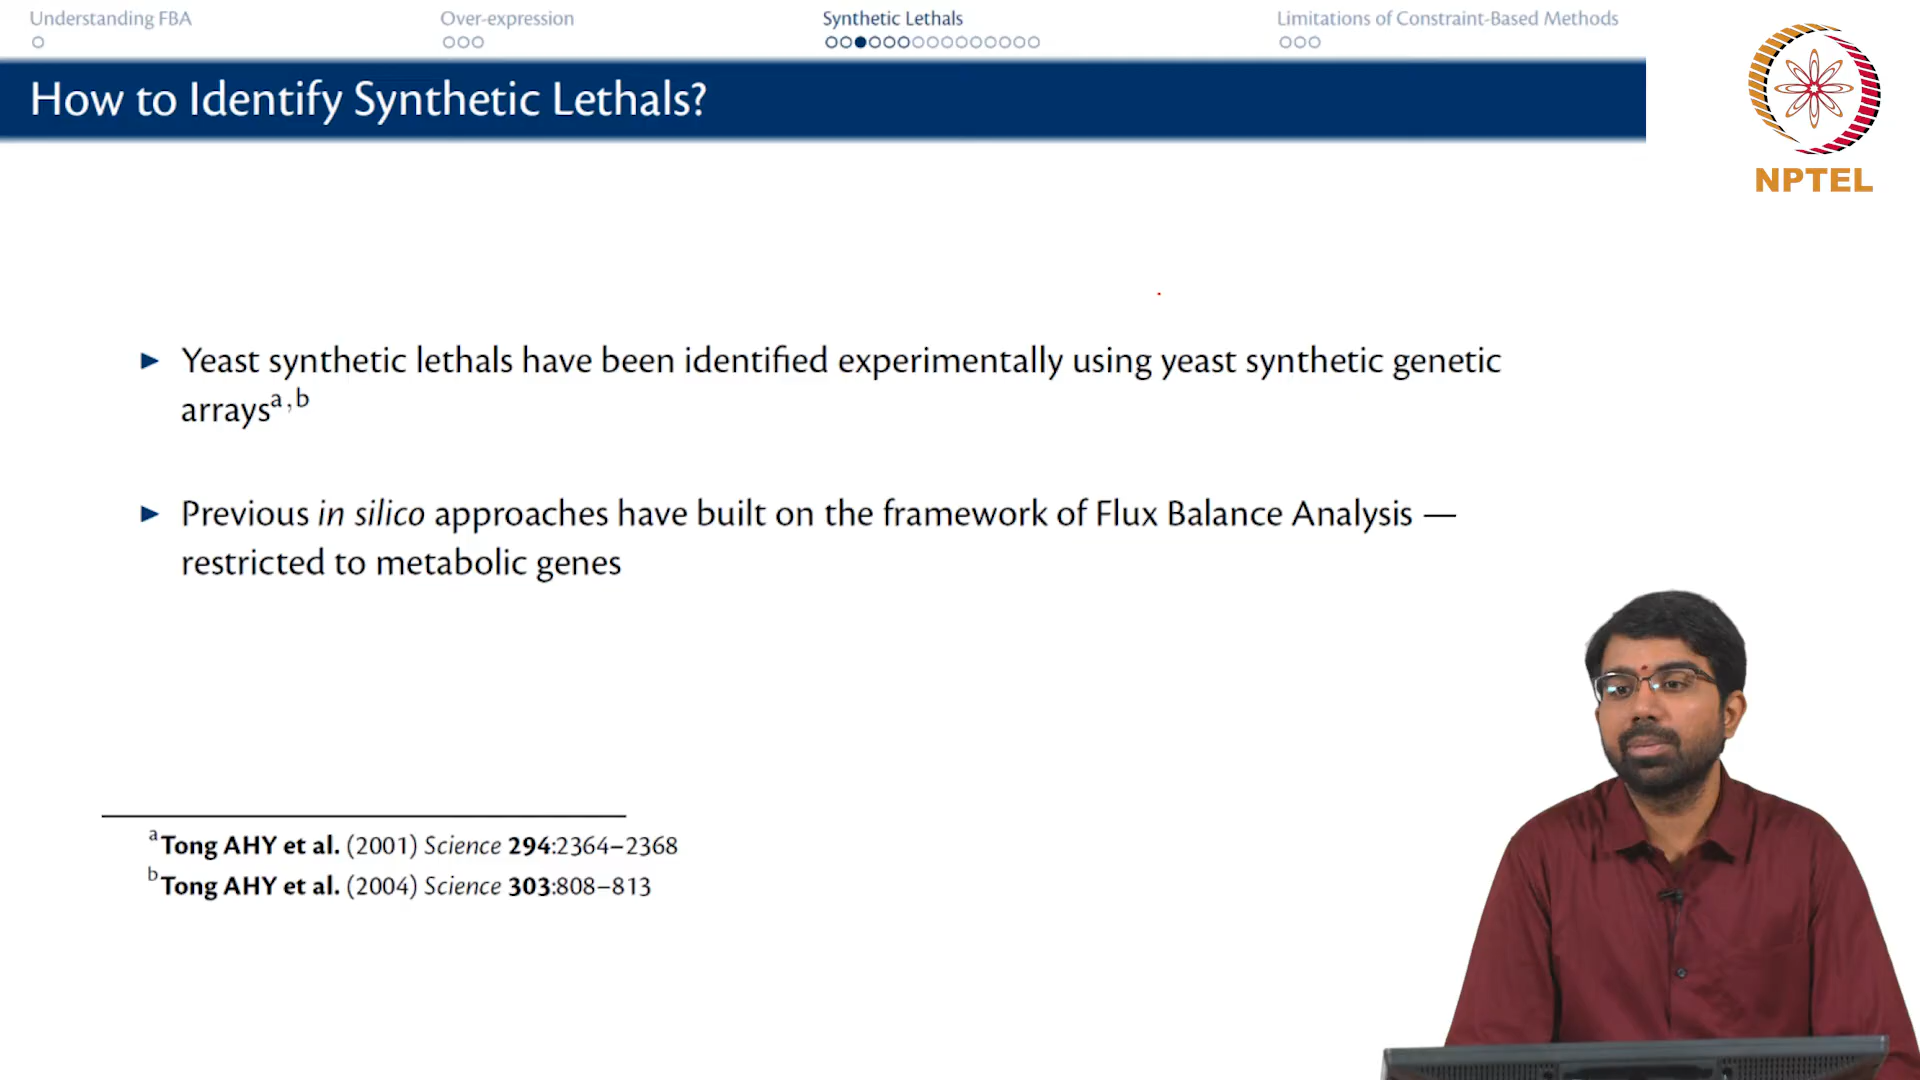 Understanding FBA
Over-expression
Synthetic Lethals
Limitations of Constraint-Based Methods
How to Identify Synthetic Lethals?
NPTEL
► Yeast synthetic lethals have been identified experimentally using yeast synthetic genetic
arraysᵃ,ᵇ
► Previous in silico approaches have built on the framework of Flux Balance Analysis —
restricted to metabolic genes
ᵃTong AHY et al. (2001) Science 294:2364–2368
ᵇTong AHY et al. (2004) Science 303:808–813